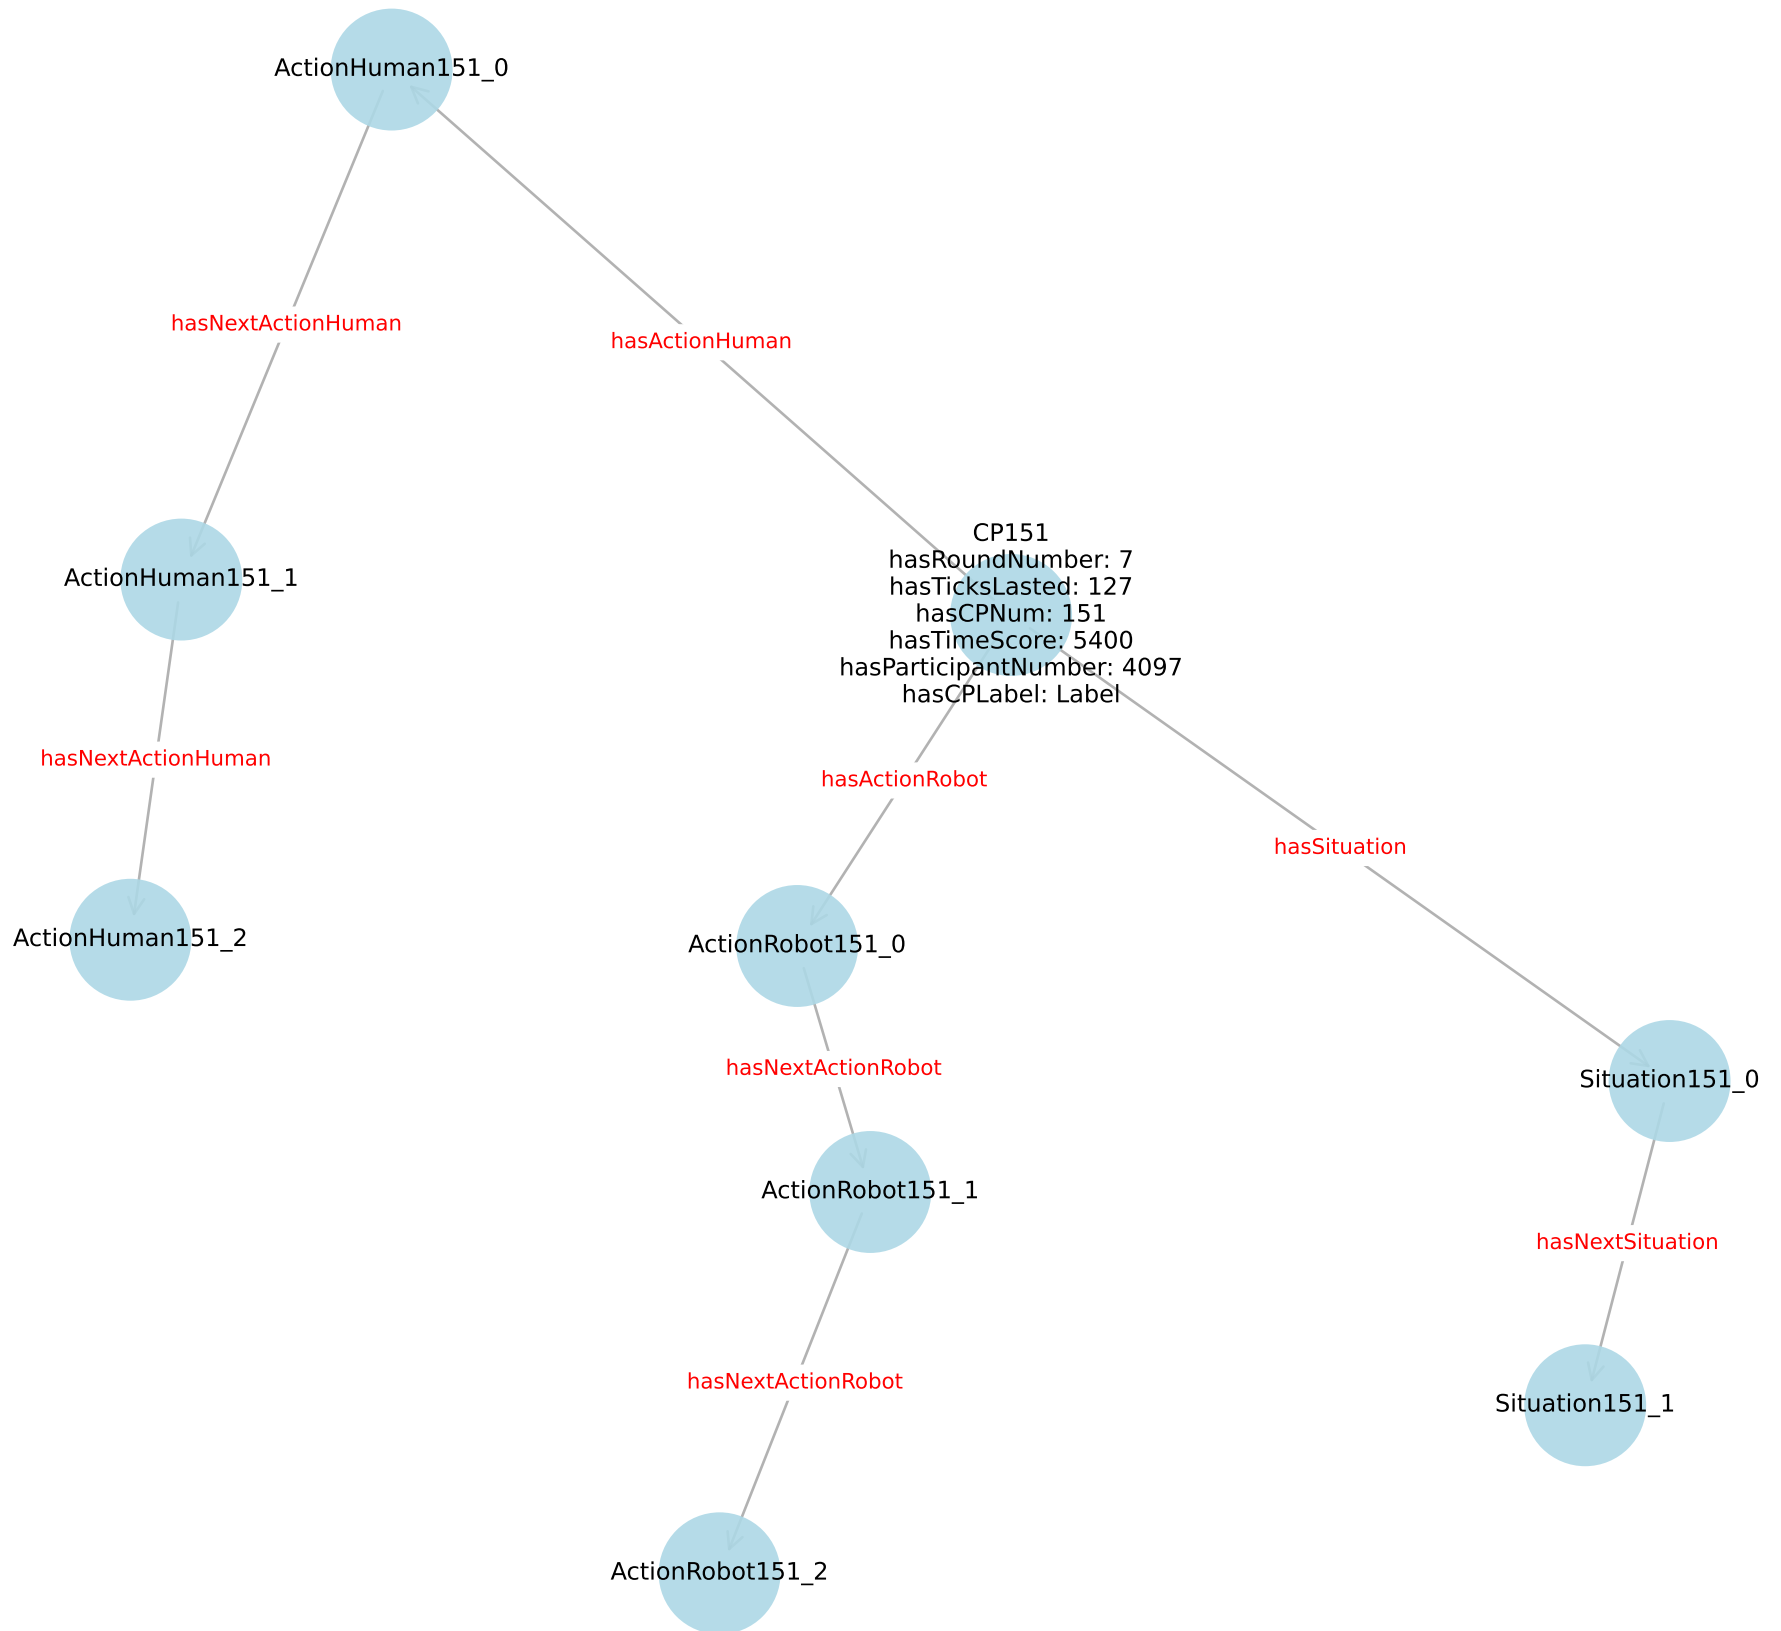 ActionHuman151_0
hasNextActionHuman
hasActionHuman
CP151
hasRoundNumber: 7
hasTicksLasted: 127
hasCPNum: 151
hasTimeScore: 5400
hasParticipantNumber: 4097
hasCPLabel: Label
ActionHuman151_1
hasNextActionHuman
hasActionRobot
hasSituation
ActionHuman151_2
ActionRobot151_0
hasNextActionRobot
Situation151_0
ActionRobot151_1
hasNextSituation
hasNextActionRobot
Situation151_1
ActionRobot151_2